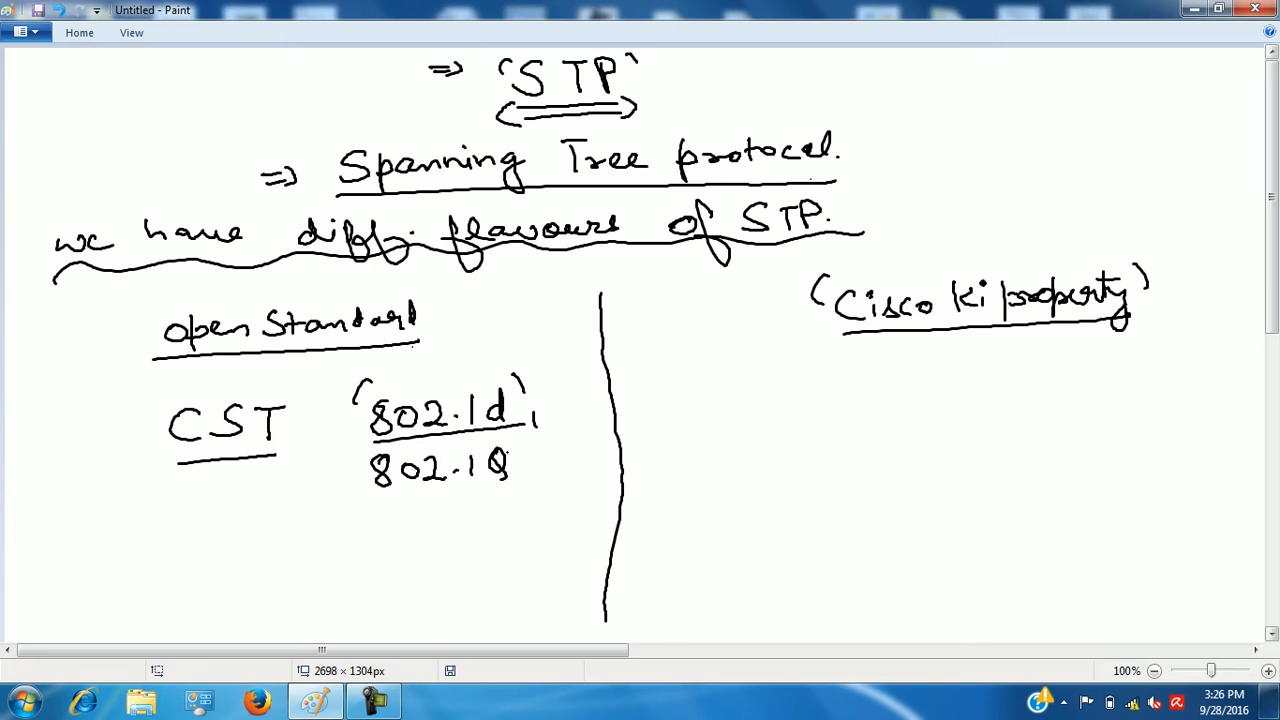 Untitled - Paint
Home View
⇒ 'STP'
⇒ Spanning Tree protocal.
we have diff. flavours of STP.
(Cisco ki property)
open Standard
CST (802.1d),
802.1Q
2698 × 1304px
100%
3:26 PM
9/28/2016